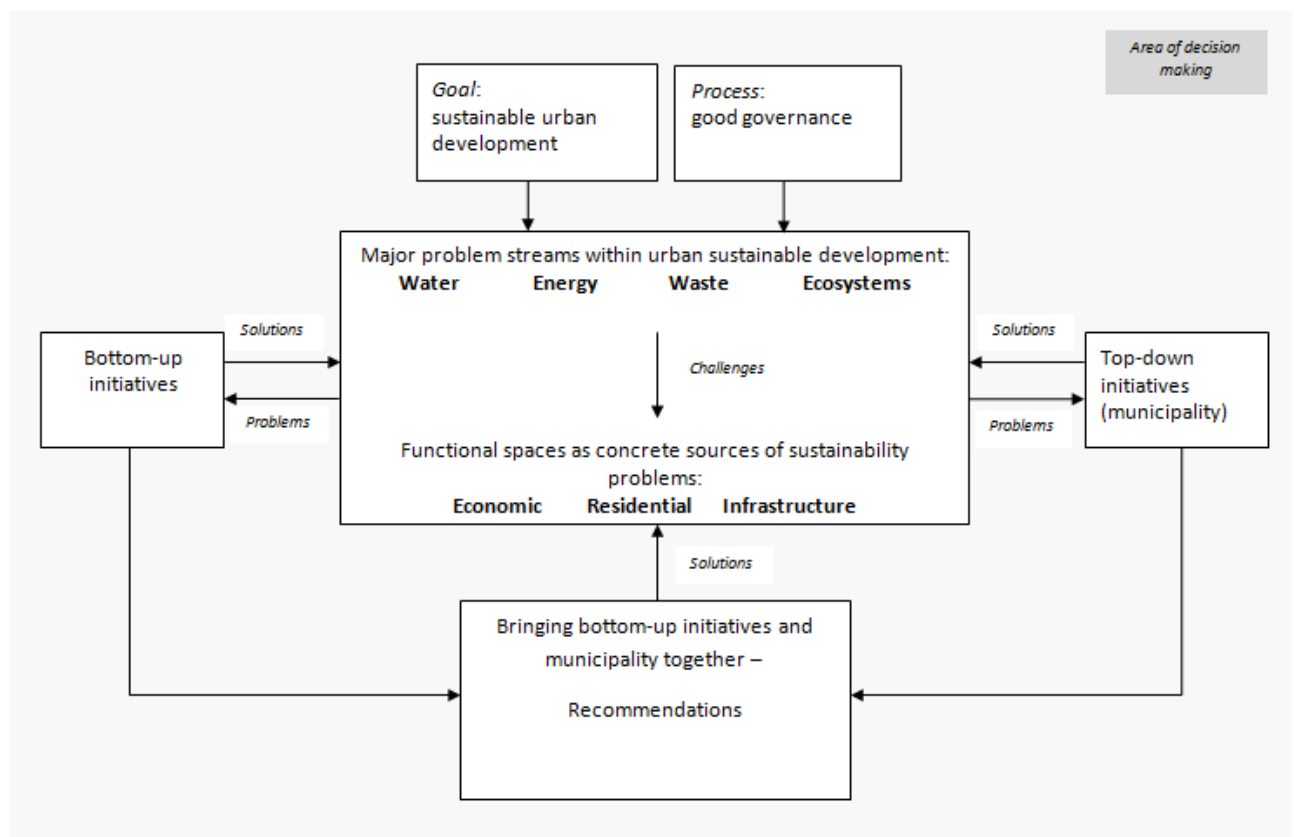 Area of decision
making
Goal:
sustainable urban
development
Process:
good governance
Major problem streams within urban sustainable development:
Water Energy Waste Ecosystems
Solutions
Bottom-up
initiatives
Problems
Challenges
Solutions
Top-down
initiatives
(municipality)
Problems
Functional spaces as concrete sources of sustainability
problems:
Economic Residential Infrastructure
Solutions
Bringing bottom-up initiatives and
municipality together –
Recommendations